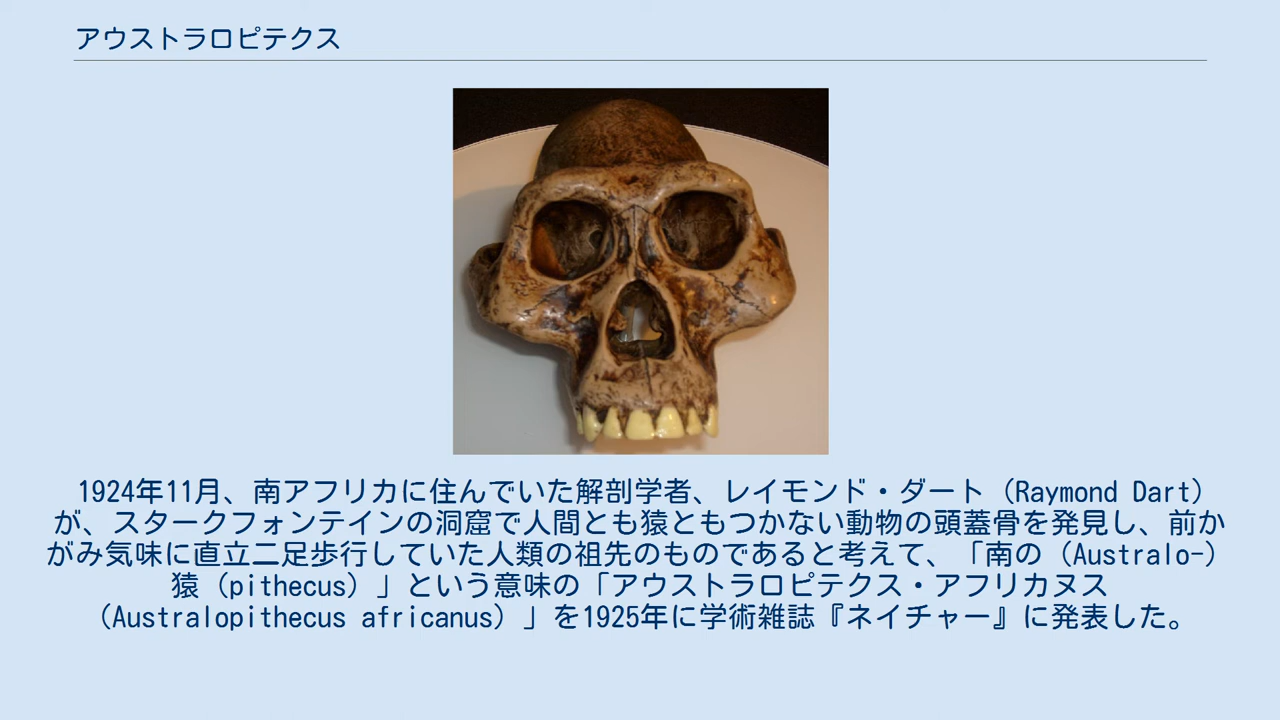 アウストラロピテクス
1924年11月、南アフリカに住んでいた解剖学者、レイモンド・ダート（Raymond Dart）
が、スタークフォンテインの洞窟で人間とも猿ともつかない動物の頭蓋骨を発見し、前か
がみ気味に直立二足歩行していた人類の祖先のものであると考えて、「南の（Australo-）
猿（pithecus）」という意味の「アウストラロピテクス・アフリカヌス
（Australopithecus africanus）」を1925年に学術雑誌『ネイチャー』に発表した。